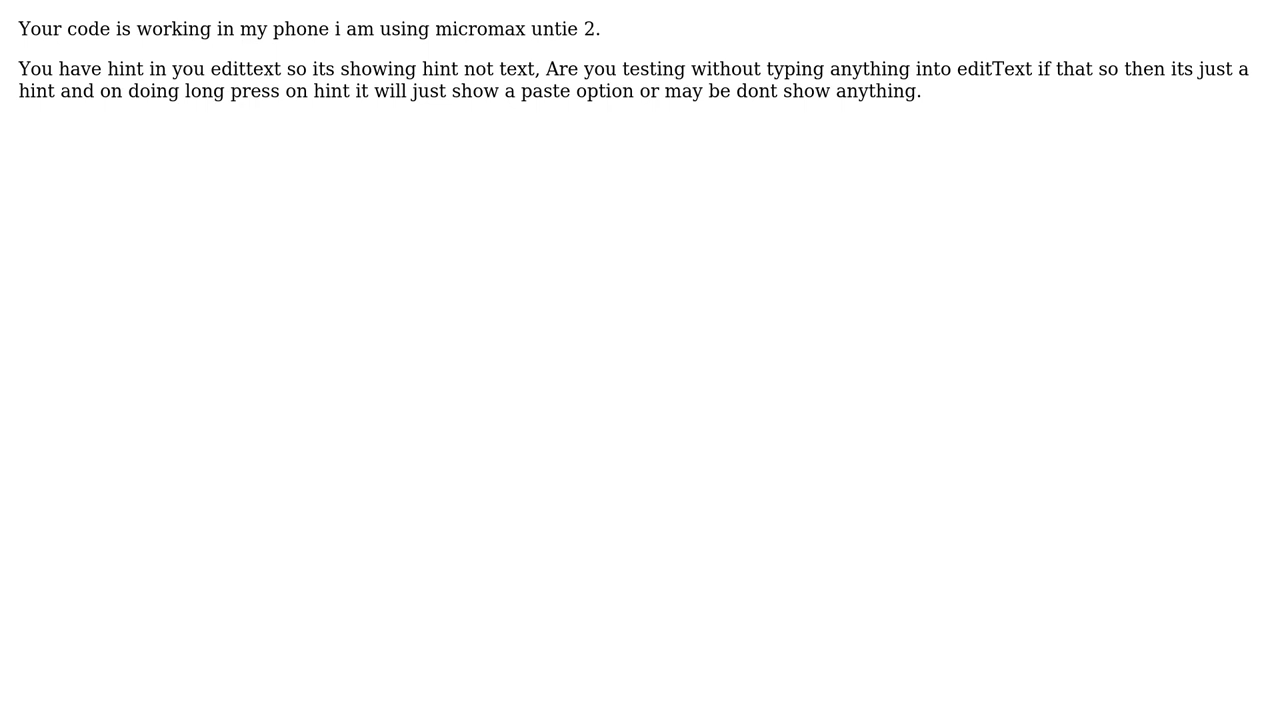 Your code is working in my phone i am using micromax untie 2.
You have hint in you edittext so its showing hint not text, Are you testing without typing anything into editText if that so then its just a
hint and on doing long press on hint it will just show a paste option or may be dont show anything.